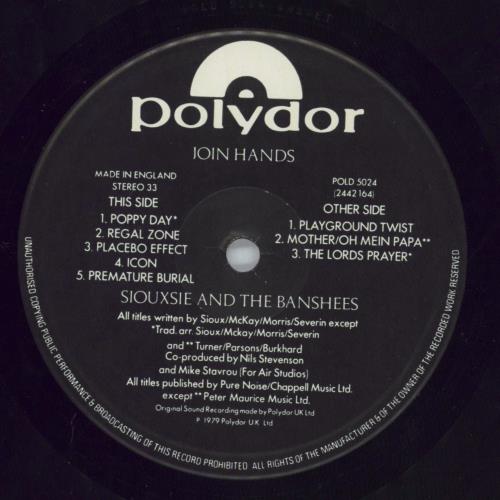 polydor
JOIN HANDS
MADE IN ENGLAND
STEREO 33
THIS SIDE
1. POPPY DAY*
2. REGAL ZONE
3. PLACEBO EFFECT
4. ICON
5. PREMATURE BURIAL
POLD 5024
(2442 164)
OTHER SIDE
1. PLAYGROUND TWIST
2. MOTHER/OH MEIN PAPA**
3. THE LORDS PRAYER*
SIOUXSIE AND THE BANSHEES
All titles written by Sioux/McKay/Morris/Severin except
*Trad. arr. Sioux/Mckay/Morris/Severin
and ** Turner/Parsons/Burkhard
Co-produced by Nils Stevenson
and Mike Stavrou (For Air Studios)
All titles published by Pure Noise/Chappell Music Ltd.
except ** Peter Maurice Music Ltd.
Original Sound Recording made by Polydor UK Ltd
P 1979 Polydor UK Ltd
UNAUTHORISED COPYING PUBLIC PERFORMANCE & BROADCASTING OF THIS RECORD PROHIBITED ALL RIGHTS OF THE MANUFACTURER & OF THE OWNER OF THE RECORDED WORK RESERVED